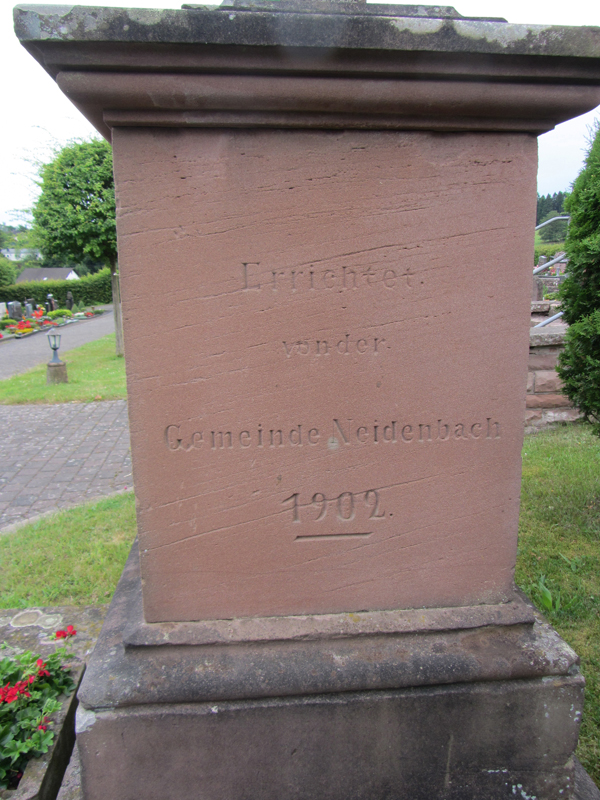 Errichtet.
von der.
Gemeinde Neidenbach
1902.